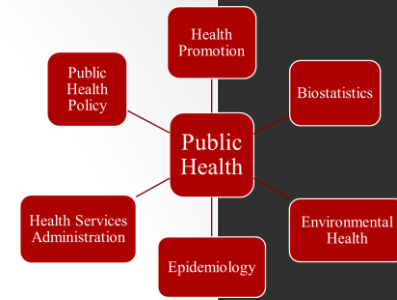 Health
Promotion
Public
Health
Policy
Biostatistics
Public
Health
Health Services
Administration
Environmental
Health
Epidemiology